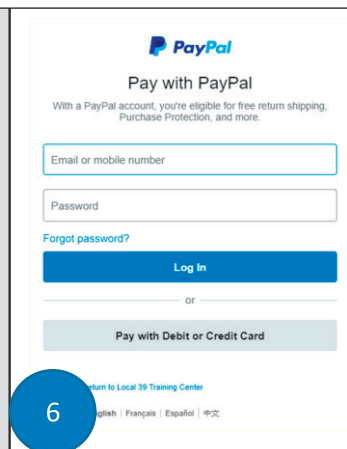 PayPal
Pay with PayPal
With a PayPal account, you're eligible for free return shipping,
Purchase Protection, and more.
Email or mobile number
Password
Forgot password?
Log In
or
Pay with Debit or Credit Card
to Local 39 Training Center
6
Français | Español | 中文